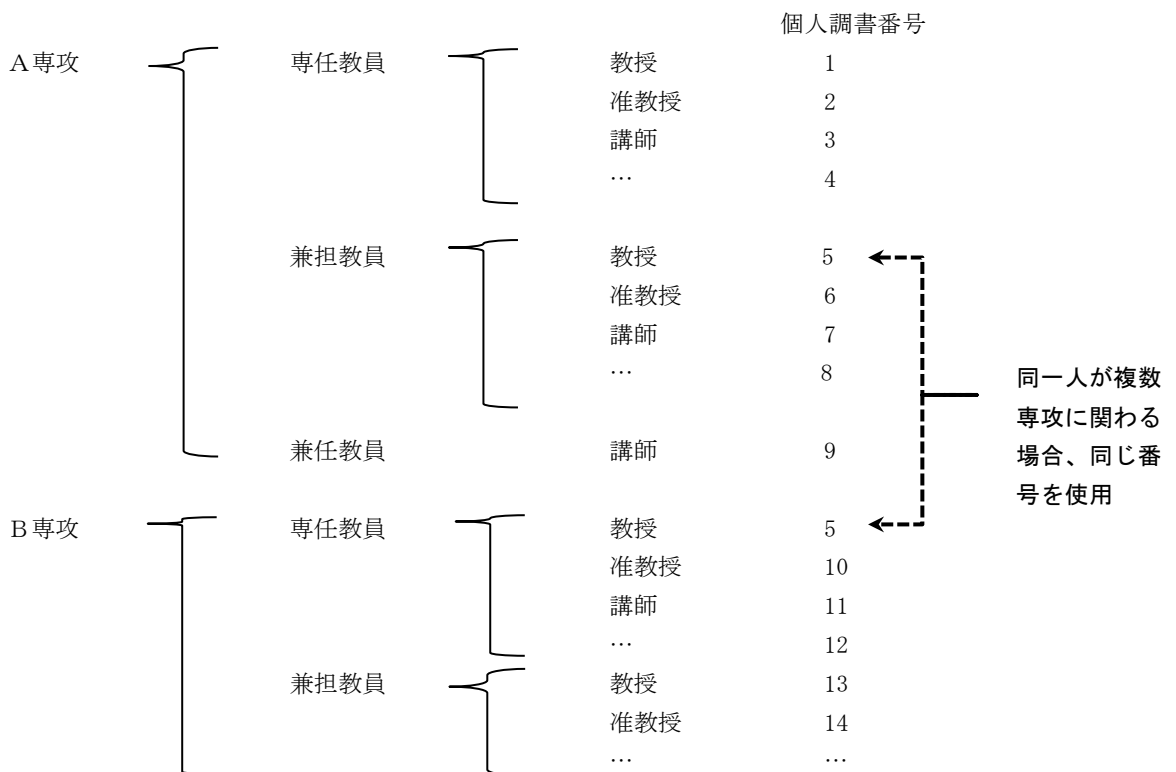 個人調書番号
A専攻 専任教員 教授 1
准教授 2
講師 3
… 4
兼担教員 教授 5
准教授 6
講師 7
… 8
同一人が複数
専攻に関わる
場合、同じ番
号を使用
兼任教員 講師 9
B専攻 専任教員 教授 5
准教授 10
講師 11
… 12
兼担教員 教授 13
准教授 14
… …